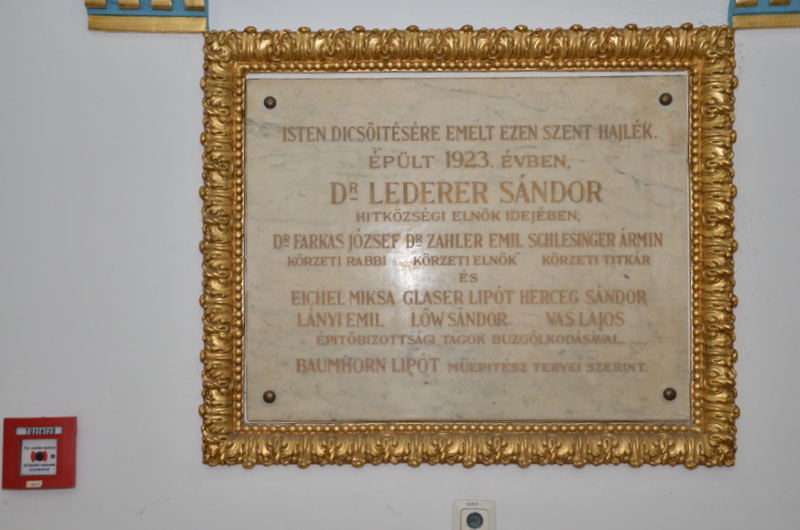 ISTEN DICSŐITÉSÉRE EMELT EZEN SZENT HAJLÉK.
ÉPÜLT 1923. ÉVBEN,
DR LEDERER SÁNDOR
HITKÖZSÉGI ELNÖK IDEJÉBEN,
DR FARKAS JÓZSEF DR ZAHLER EMIL SCHLESINGER ÁRMIN
KÖRZETI RABBI KÖRZETI ELNÖK KÖRZETI TITKÁR
ÉS
EICHEL MIKSA GLASER LIPÓT HERCEG SÁNDOR
LÁNYI EMIL LŐW SÁNDOR VAS LAJOS
ÉPITŐBIZOTTSÁGI TAGOK BUZGÓLKODÁSÁVAL.
BAUMHORN LIPÓT MŰÉPITÉSZ TERVEI SZERINT.
TŰZJELZŐ